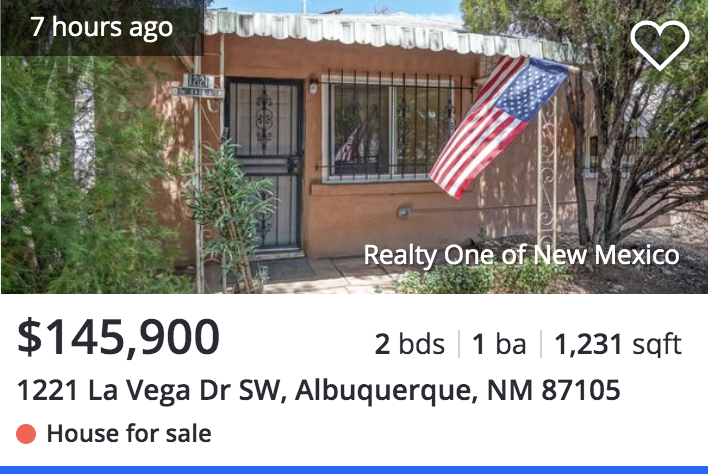 7 hours ago
1221
Realty One of New Mexico
$145,900
2 bds | 1 ba | 1,231 sqft
1221 La Vega Dr SW, Albuquerque, NM 87105
House for sale